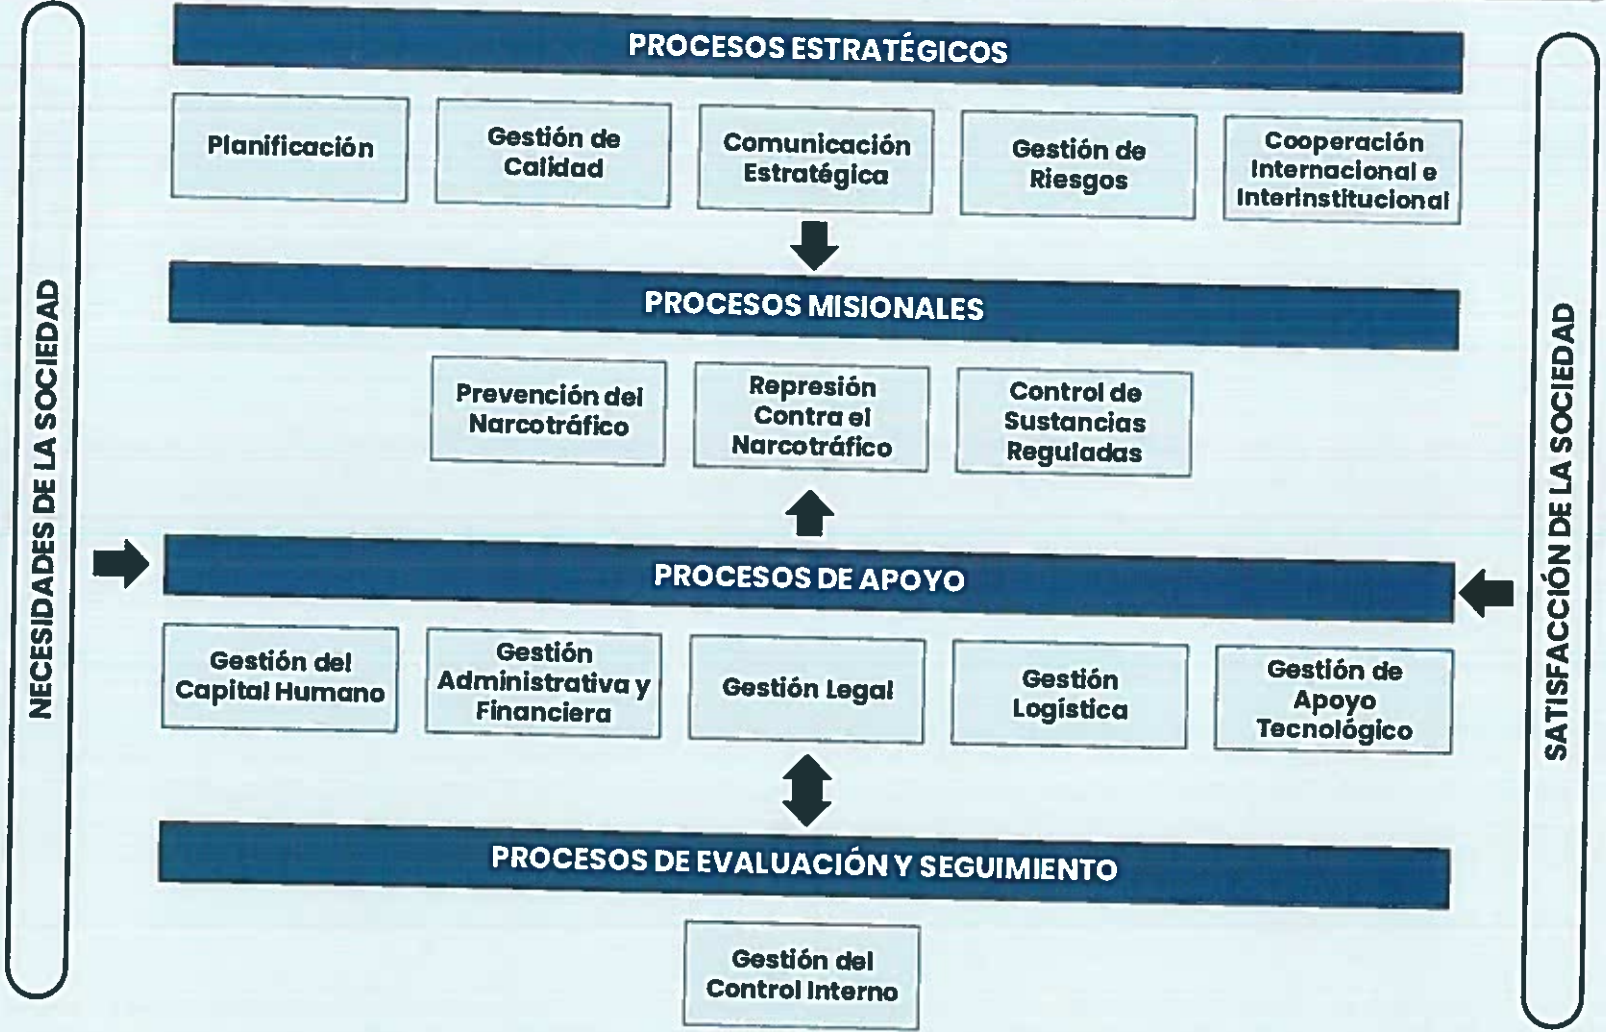 PROCESOS ESTRATÉGICOS
Planificación
Gestión de
Calidad
Comunicación
Estratégica
Gestión de
Riesgos
Cooperación
Internacional e
Interinstitucional
PROCESOS MISIONALES
Prevención del
Narcotráfico
Represión
Contra el
Narcotráfico
Control de
Sustancias
Reguladas
PROCESOS DE APOYO
Gestión del
Capital Humano
Gestión
Administrativa y
Financiera
Gestión Legal
Gestión
Logística
Gestión de
Apoyo
Tecnológico
PROCESOS DE EVALUACIÓN Y SEGUIMIENTO
Gestión del
Control Interno
NECESIDADES DE LA SOCIEDAD
SATISFACCIÓN DE LA SOCIEDAD